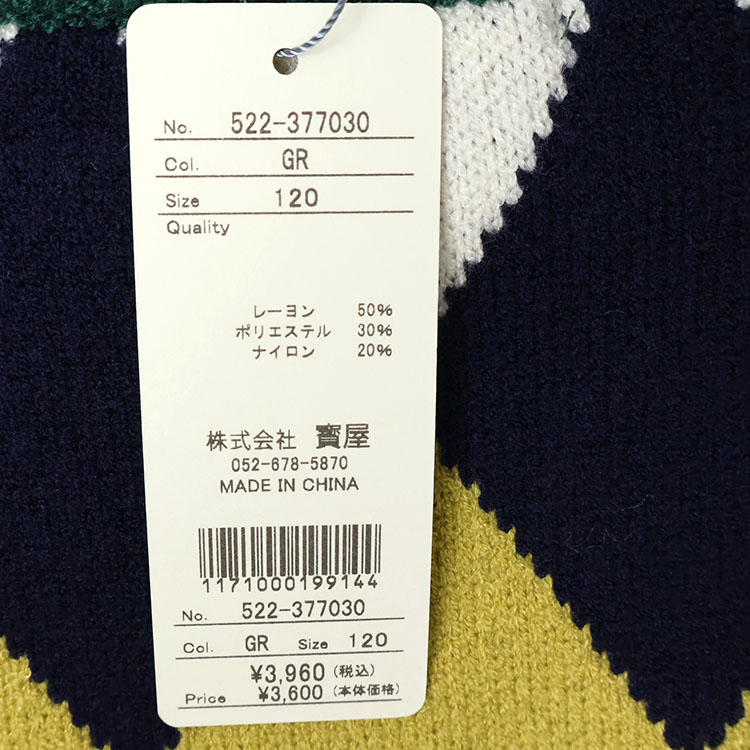 No. 522-377030
Col. GR
Size 120
Quality
レーヨン 50%
ポリエステル 30%
ナイロン 20%
株式会社 寳屋
052-678-5870
MADE IN CHINA
1171000199144
No. 522-377030
Col. GR Size 120
¥3,960（税込）
Price ¥3,600（本体価格）